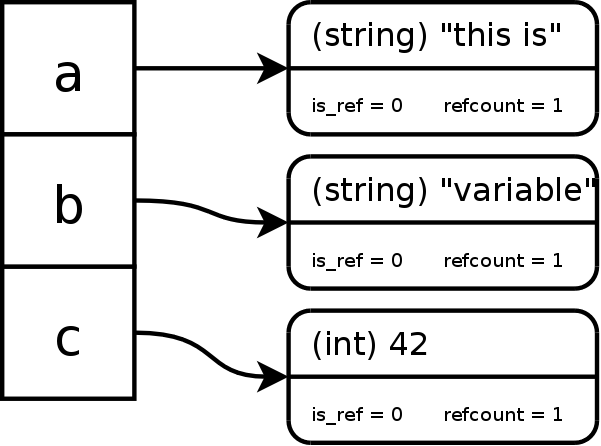 a
(string) "this is"
is_ref = 0 refcount = 1
b
(string) "variable"
is_ref = 0 refcount = 1
c
(int) 42
is_ref = 0 refcount = 1